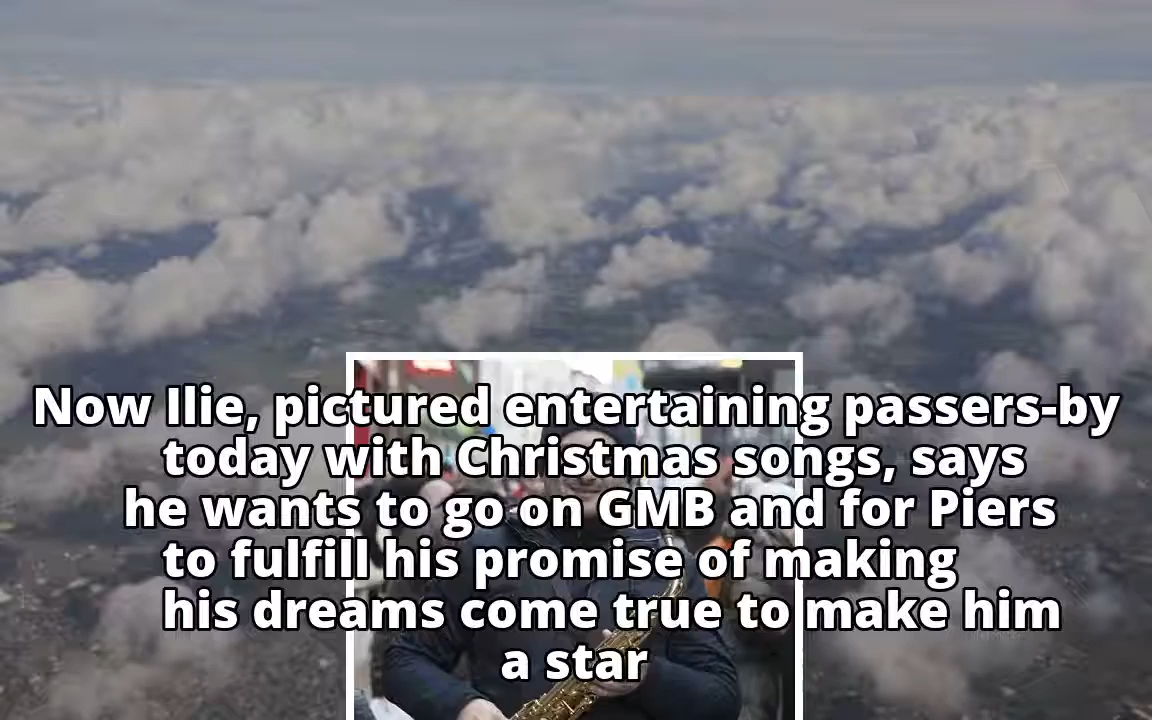 Now Ilie, pictured entertaining passers-by
today with Christmas songs, says
he wants to go on GMB and for Piers
to fulfill his promise of making
his dreams come true to make him
a star